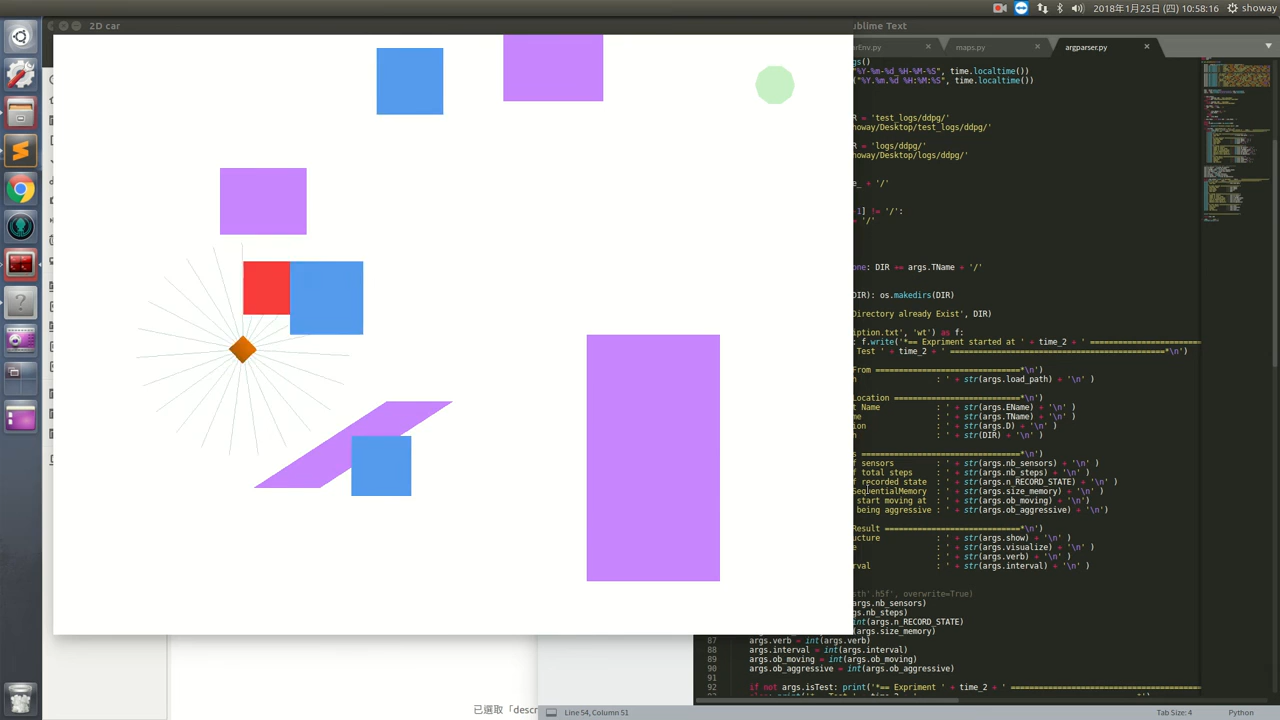 2018年1月25日 (四) 10:58:16 showay
2D car
ublime Text
maps.py
argparser.py
"%Y-%m-%d_%H-%M-%S", time.localtime())
("%Y.%m.%d %H:%M:%S", time.localtime())
R = 'test_logs/ddpg/'
howay/Desktop/test_logs/ddpg/'
R = 'logs/ddpg/'
howay/Desktop/logs/ddpg/'
e_ + '/'
1] != '/':
= '/'
one: DIR += args.TName + '/'
DIR): os.makedirs(DIR)
Directory already Exist', DIR)
iption.txt', 'wt') as f:
t f.write('*== Expriment started at ' + time_2 + ' ======================
Test ' + time_2 + ' =============================================*\n')
From ==============================*\n')
h : ' + str(args.load_path) + '\n' )
Location ===========================*\n')
t Name : ' + str(args.EName) + '\n' )
me : ' + str(args.TName) + '\n' )
ion : ' + str(args.D) + '\n' )
h : ' + str(DIR) + '\n' )
s ==================================*\n')
f sensors : ' + str(args.nb_sensors) + '\n' )
f total steps : ' + str(args.nb_steps) + '\n' )
f recorded state : ' + str(args.n_RECORD_STATE) + '\n' )
SequentialMemory : ' + str(args.size_memory) + '\n' )
start moving at : ' + str(args.ob_moving) + '\n')
being aggressive : ' + str(args.ob_aggressive) + '\n')
Result =============================*\n')
ucture : ' + str(args.show) + '\n' )
e : ' + str(args.visualize) + '\n' )
: ' + str(args.verb) + '\n' )
rval : ' + str(args.interval) + '\n' )
sth'.h5f', overwrite=True)
args.nb_sensors)
gs.nb_steps)
int(args.n_RECORD_STATE)
(args.size_memory)
87 args.verb = int(args.verb)
88 args.interval = int(args.interval)
89 args.ob_moving = int(args.ob_moving)
90 args.ob_aggressive = int(args.ob_aggressive)
91
92 if not args.isTest: print('*== Expriment ' + time_2 + '
已選取「descr
Line 54, Column 51
Tab Size: 4
Python